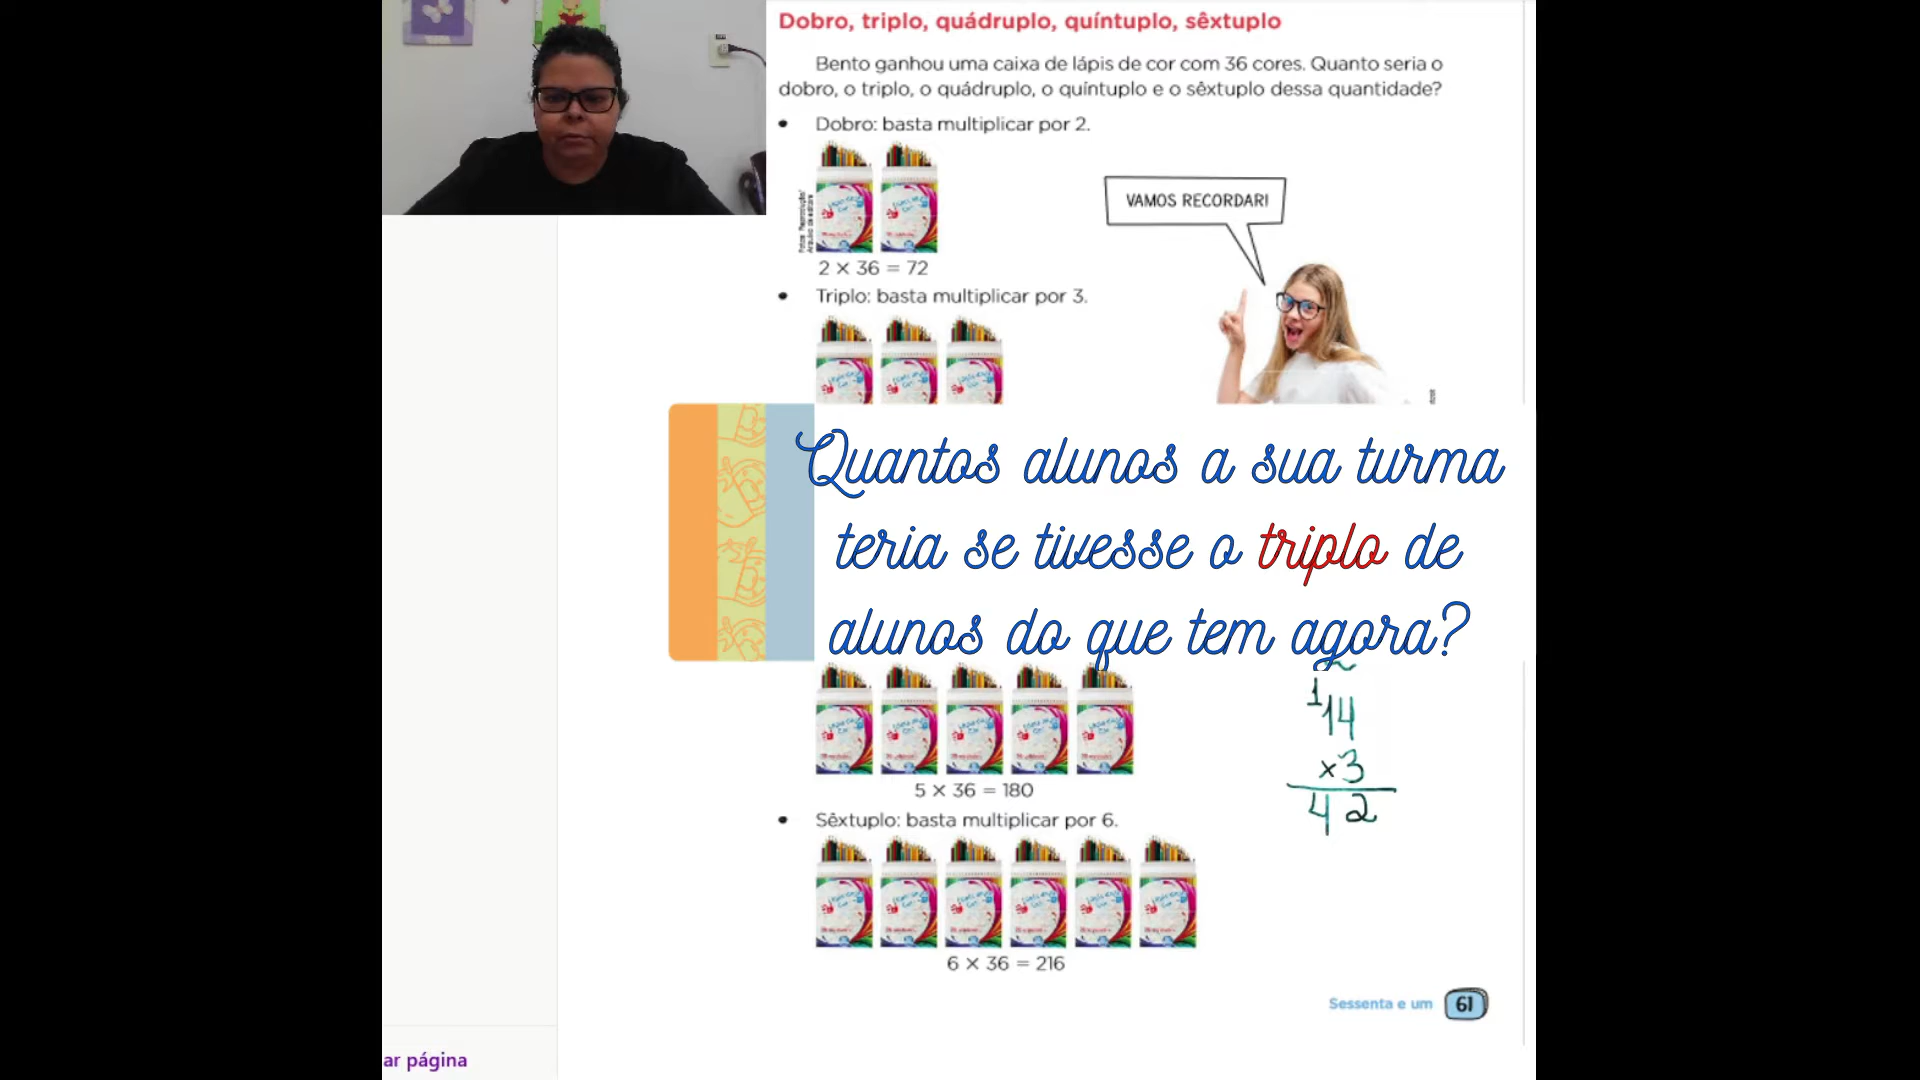 Dobro, triplo, quádruplo, quíntuplo, sêxtuplo
Bento ganhou uma caixa de lápis de cor com 36 cores. Quanto seria o
dobro, o triplo, o quádruplo, o quíntuplo e o sêxtuplo dessa quantidade?
• Dobro: basta multiplicar por 2.
2 × 36 = 72
VAMOS RECORDAR!
• Triplo: basta multiplicar por 3.
Quantos alunos a sua turma
teria se tivesse o triplo de
alunos do que tem agora?
1
14
×3
42
5 × 36 = 180
• Sêxtuplo: basta multiplicar por 6.
6 × 36 = 216
Sessenta e um 61
ar página